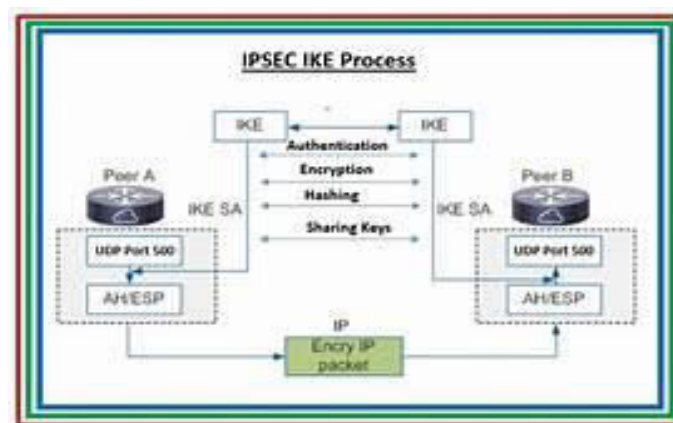 IPSEC IKE Process
IKE
IKE
Authentication
Encryption
Hashing
Sharing Keys
Peer A
Peer B
IKE SA
IKE SA
UDP Port 500
UDP Port 500
AH/ESP
AH/ESP
IP
Encry IP
packet